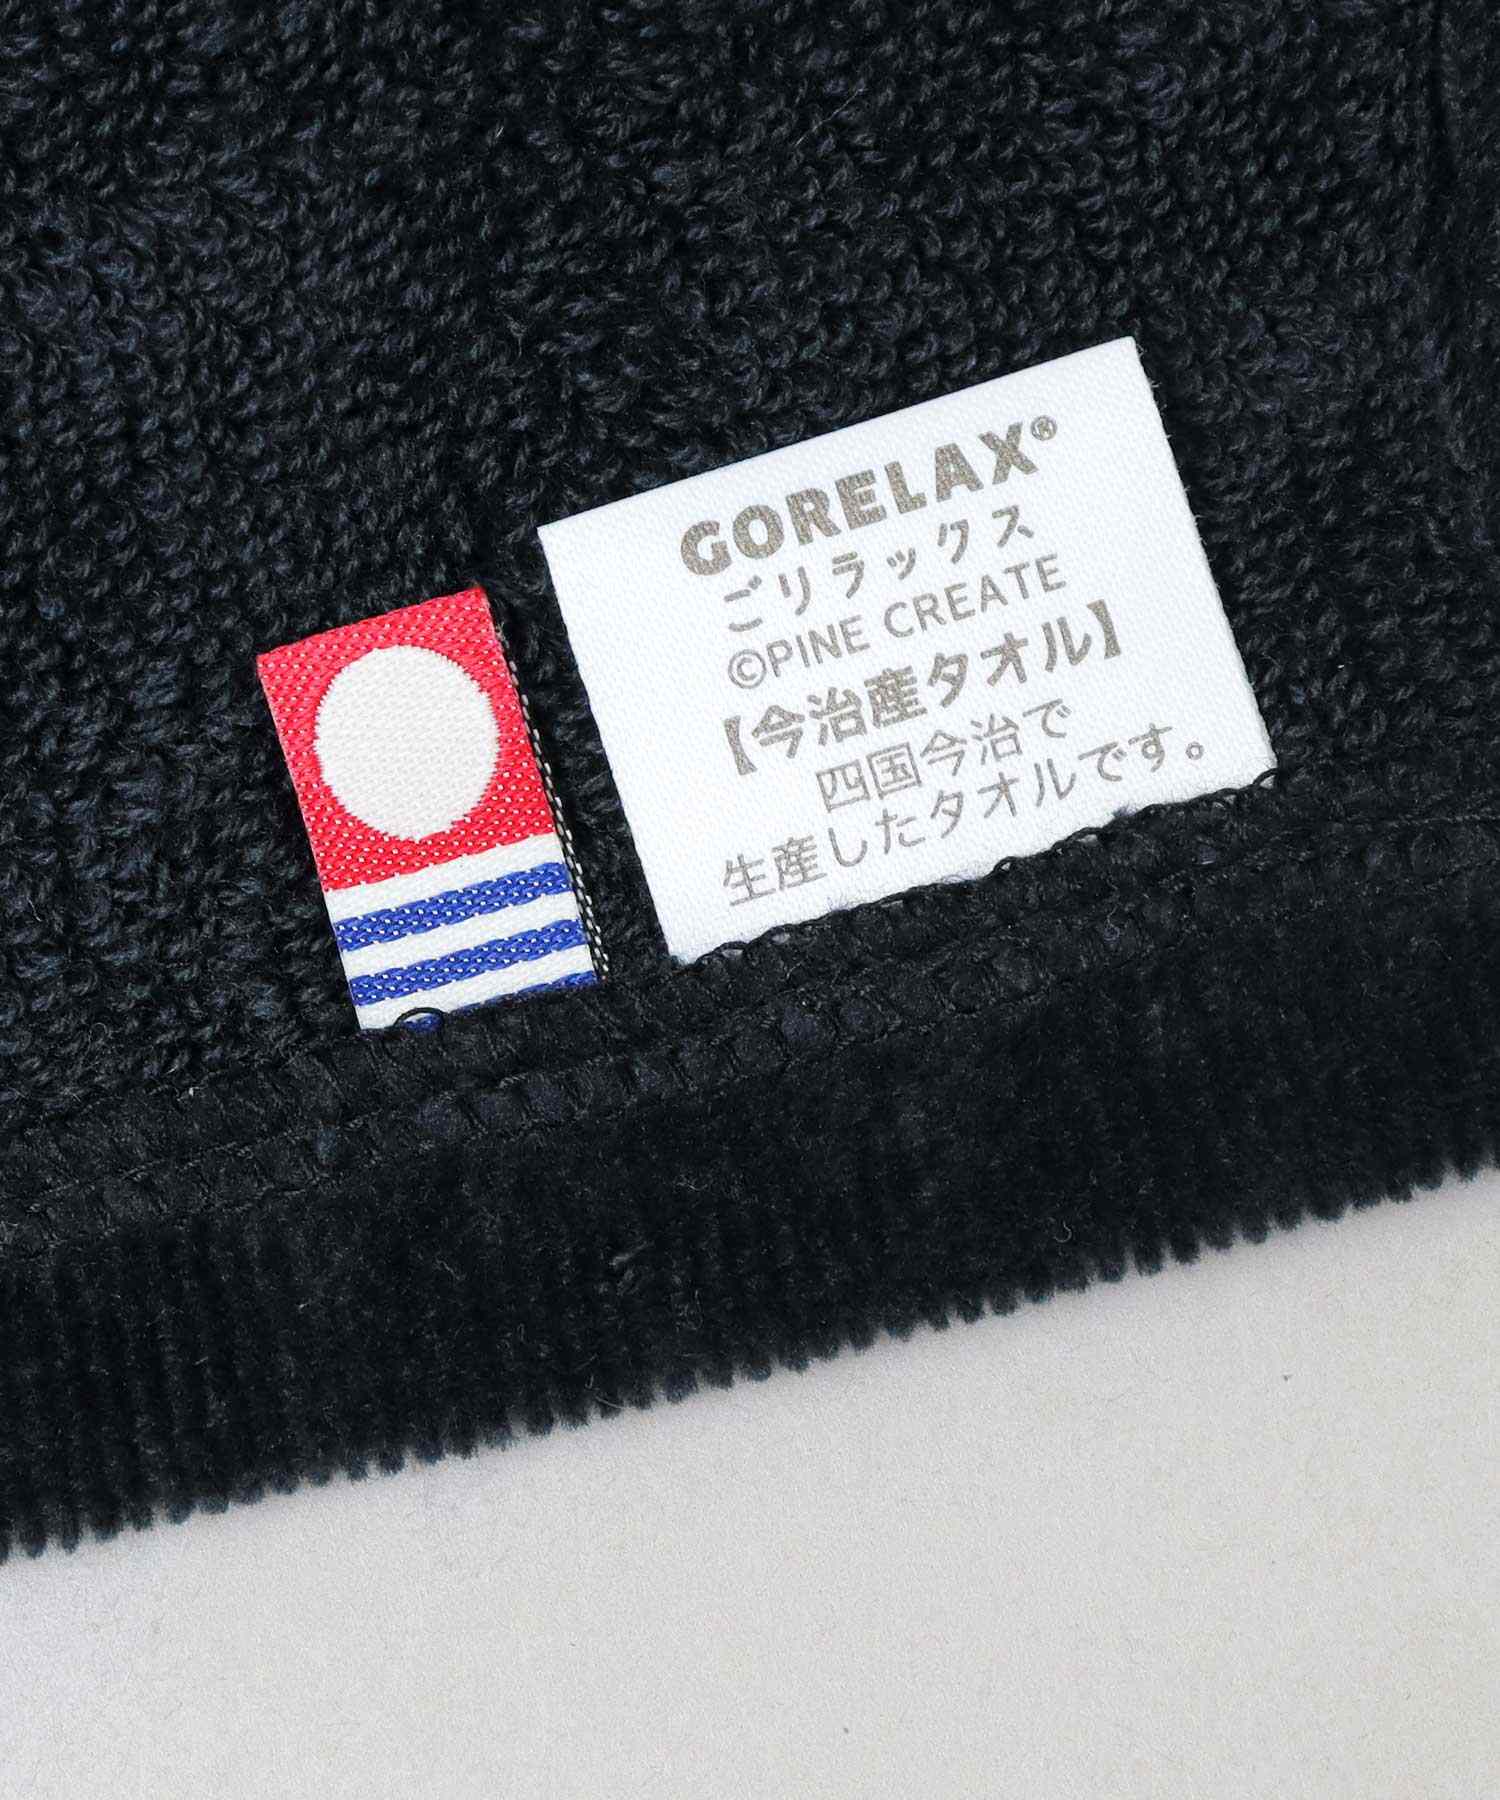 GORELAX®
ごリラックス
©PINE CREATE
【今治産タオル】
四国今治で
生産したタオルです。